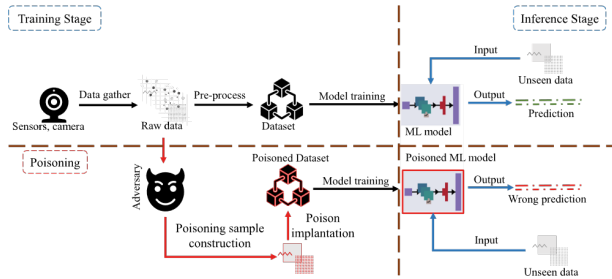 Training Stage
Inference Stage
Input
Unseen data
Data gather
Pre-process
Model training
Output
Sensors, camera
Raw data
Dataset
ML model
Prediction
Poisoning
Poisoned Dataset
Poisoned ML model
Adversary
Model training
Output
Wrong prediction
Poisoning sample
construction
Poison
implantation
Input
Unseen data